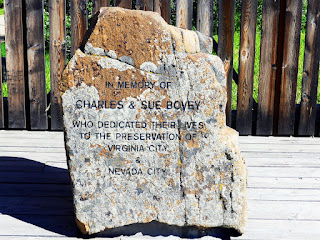 IN MEMORY OF
CHARLES & SUE BOVEY
WHO DEDICATED THEIR LIVES
TO THE PRESERVATION OF
VIRGINIA CITY
&
NEVADA CITY